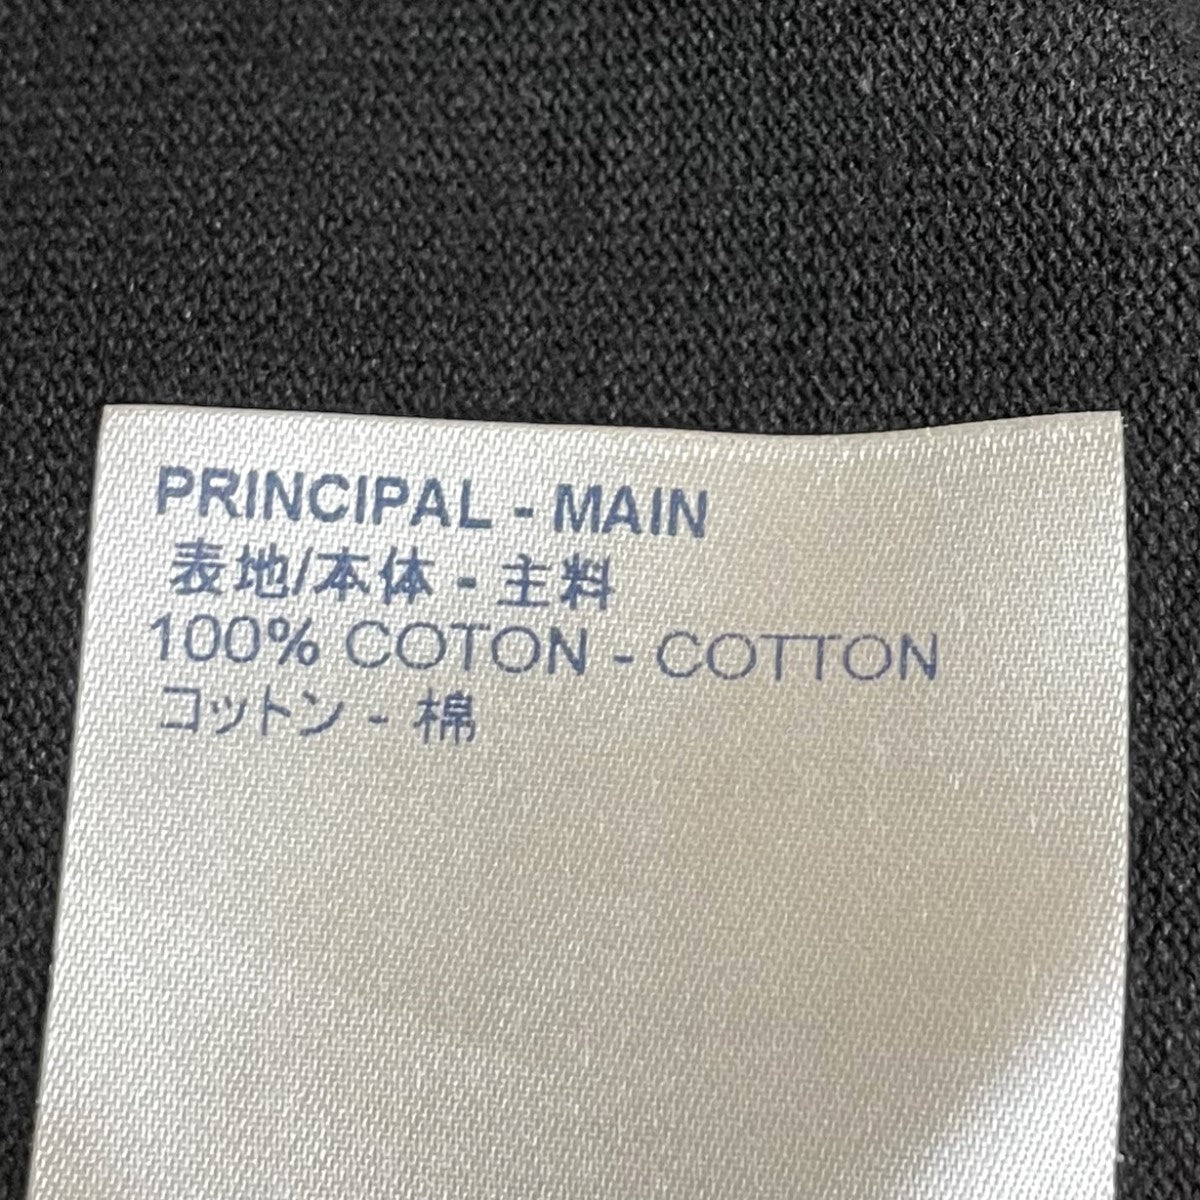 PRINCIPAL - MAIN
表地/本体 - 主料
100% COTON - COTTON
コットン - 棉